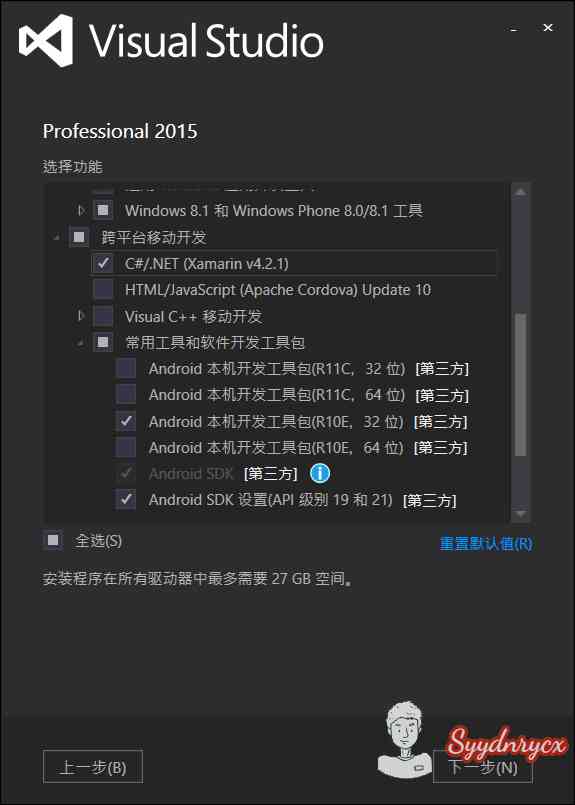 Visual Studio
Professional 2015
选择功能
Windows 8.1 和 Windows Phone 8.0/8.1 工具
跨平台移动开发
C#/.NET (Xamarin v4.2.1)
HTML/JavaScript (Apache Cordova) Update 10
Visual C++ 移动开发
常用工具和软件开发工具包
Android 本机开发工具包(R11C，32 位) [第三方]
Android 本机开发工具包(R11C，64 位) [第三方]
Android 本机开发工具包(R10E，32 位) [第三方]
Android 本机开发工具包(R10E，64 位) [第三方]
Android SDK [第三方]
Android SDK 设置(API 级别 19 和 21) [第三方]
全选(S)
重置默认值(R)
安装程序在所有驱动器中最多需要 27 GB 空间。
Syydnrycx
上一步(B)
下一步(N)